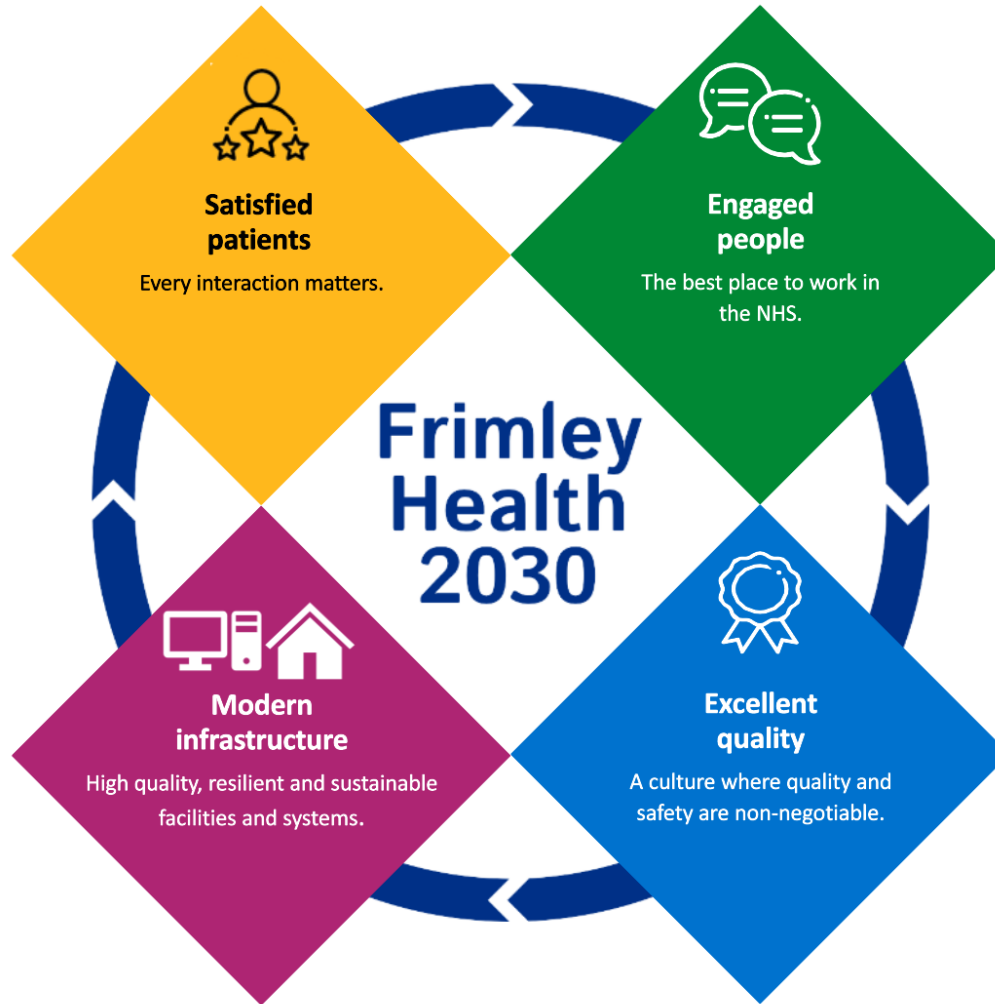 Satisfied
patients
Every interaction matters.
Engaged
people
The best place to work in
the NHS.
Frimley
Health
2030
Modern
infrastructure
High quality, resilient and sustainable
facilities and systems.
Excellent
quality
A culture where quality and
safety are non-negotiable.